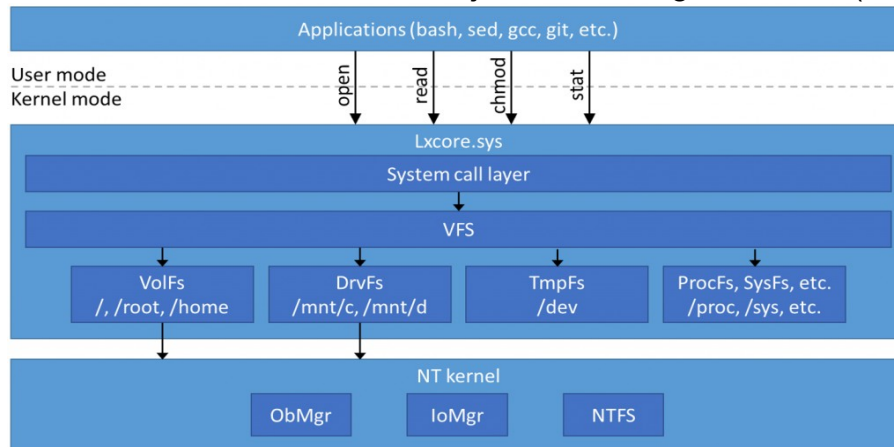 Applications (bash, sed, gcc, git, etc.)
User mode
Kernel mode
open
read
chmod
stat
Lxcore.sys
System call layer
VFS
VolFs
/, /root, /home
DrvFs
/mnt/c, /mnt/d
TmpFs
/dev
ProcFs, SysFs, etc.
/proc, /sys, etc.
NT kernel
ObMgr
IoMgr
NTFS